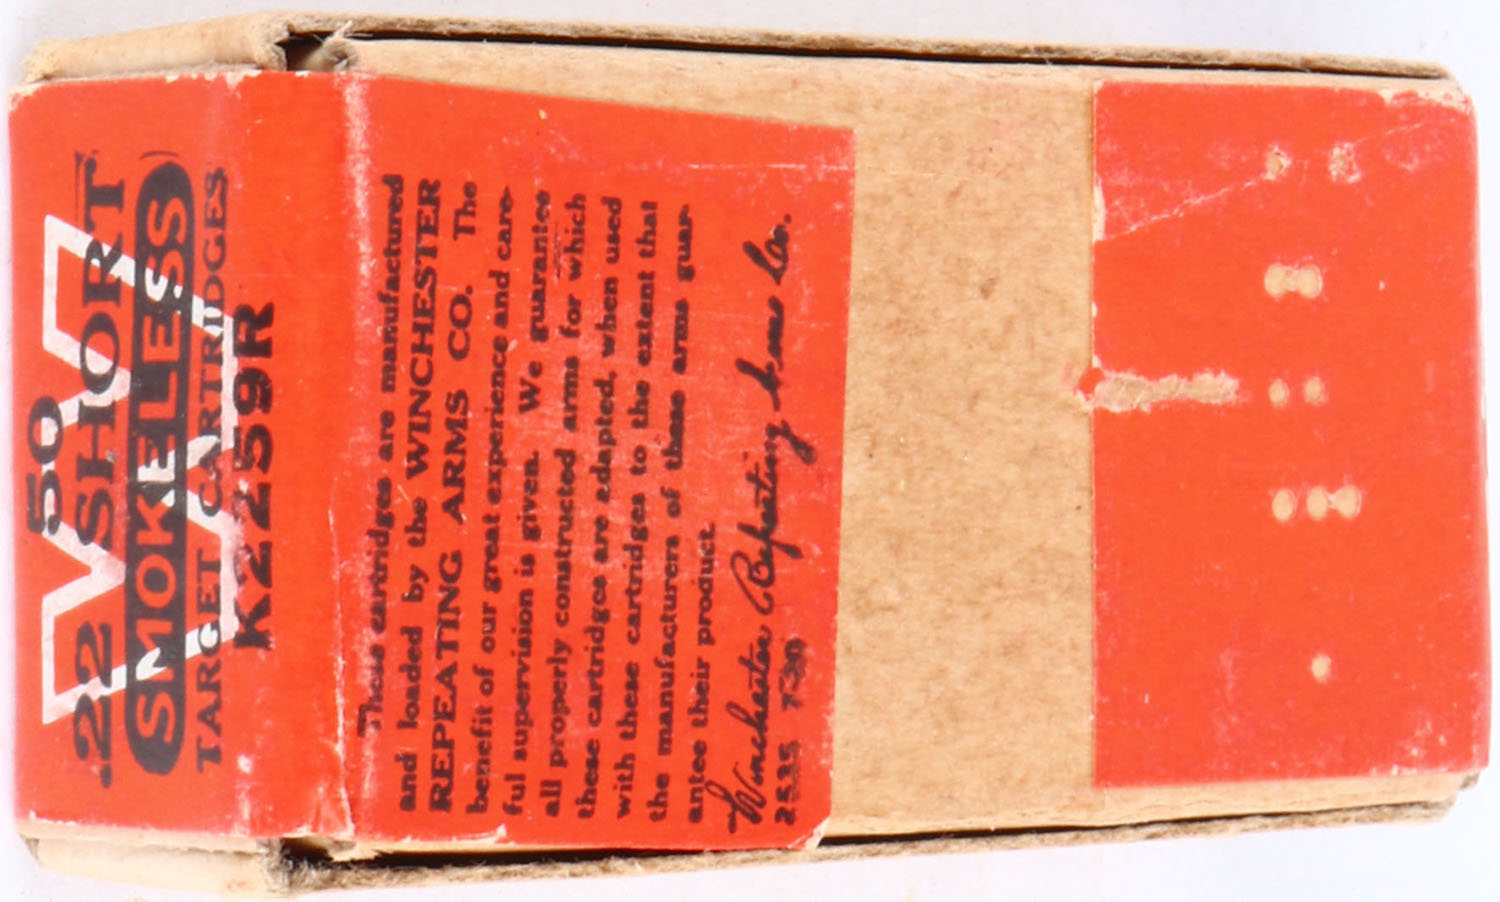 50
.22 SHORT
SMOKELESS
TARGET CARTRIDGES
K2259R
These cartridges are manufactured
and loaded by the WINCHESTER
REPEATING ARMS CO. The
benefit of our great experience and care-
ful supervision is given. We guarantee
all properly constructed arms for which
these cartridges are adapted, when used
with these cartridges to the extent that
the manufacturers of these arms guar-
antee their product.
Winchester Repeating Arms Co.
7-30